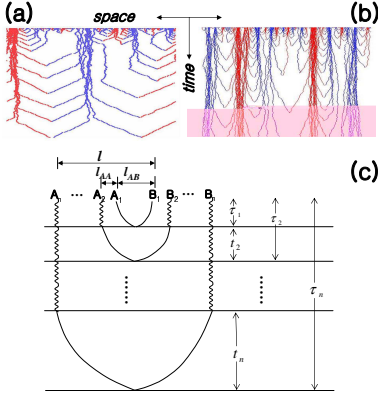 (a) space (b)
time
(c)
l
l_AA l_AB
A_n ... A_2 A_1 B_1 B_2 ... B_n
τ_1
t_2 τ_2
τ_n
t_n